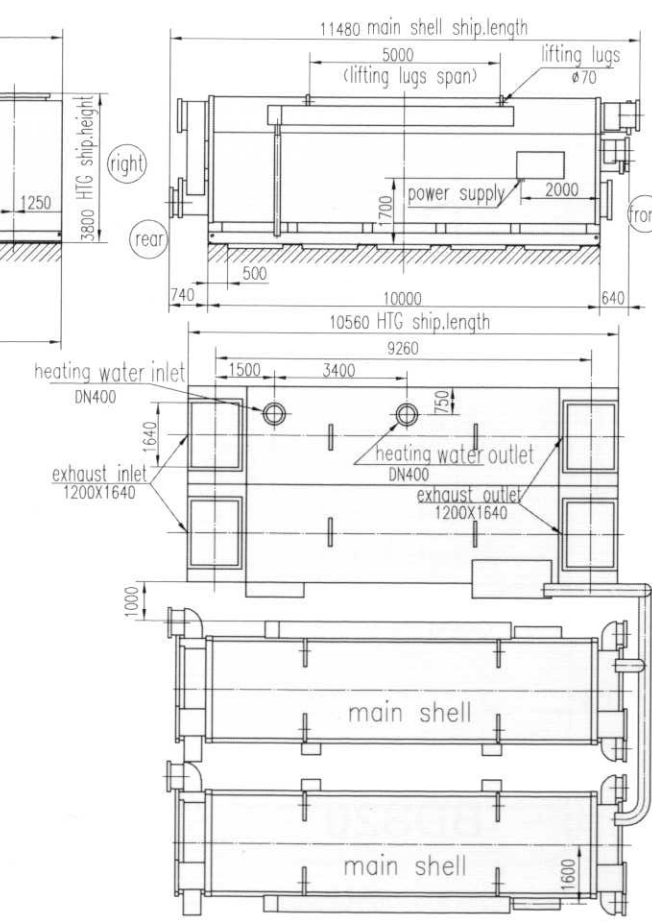 11480 main shell ship.length
5000
(lifting lugs span)
lifting lugs
ø70
3800 HTG ship.height
right
1250
power supply
1700
2000
rear
front
500
740
10000
640
10560 HTG ship.length
9260
1500
3400
heating water inlet
DN400
750
1640
heating water outlet
DN400
exhaust inlet
1200X1640
exhaust outlet
1200X1640
1000
main shell
main shell
1600